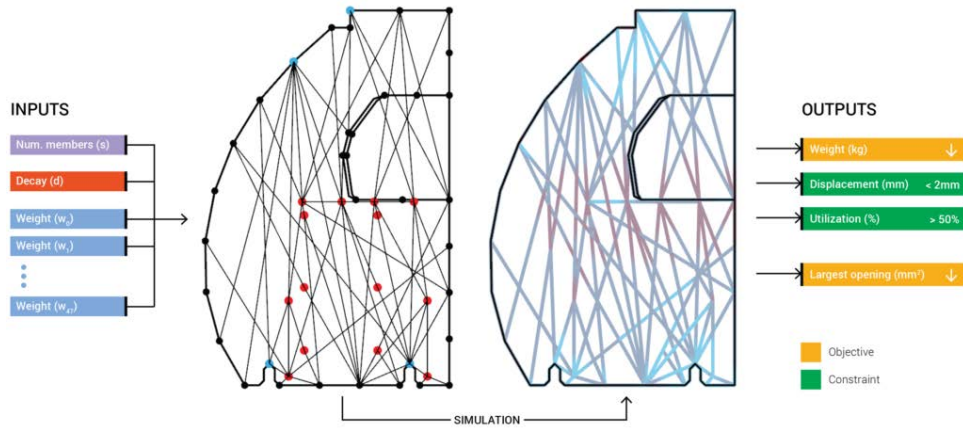 INPUTS
Num. members (s)
Decay (d)
Weight (w₀)
Weight (w₁)
Weight (w₄₇)
SIMULATION
OUTPUTS
Weight (kg) ↓
Displacement (mm) < 2mm
Utilization (%) > 50%
Largest opening (mm²) ↓
Objective
Constraint